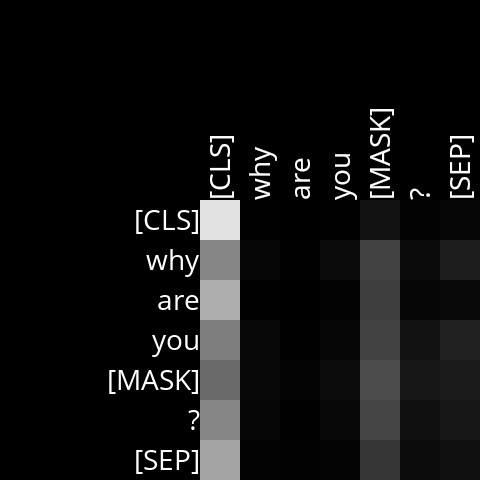 [CLS] why are you [MASK] ? [SEP]
[CLS]
why
are
you
[MASK]
?
[SEP]